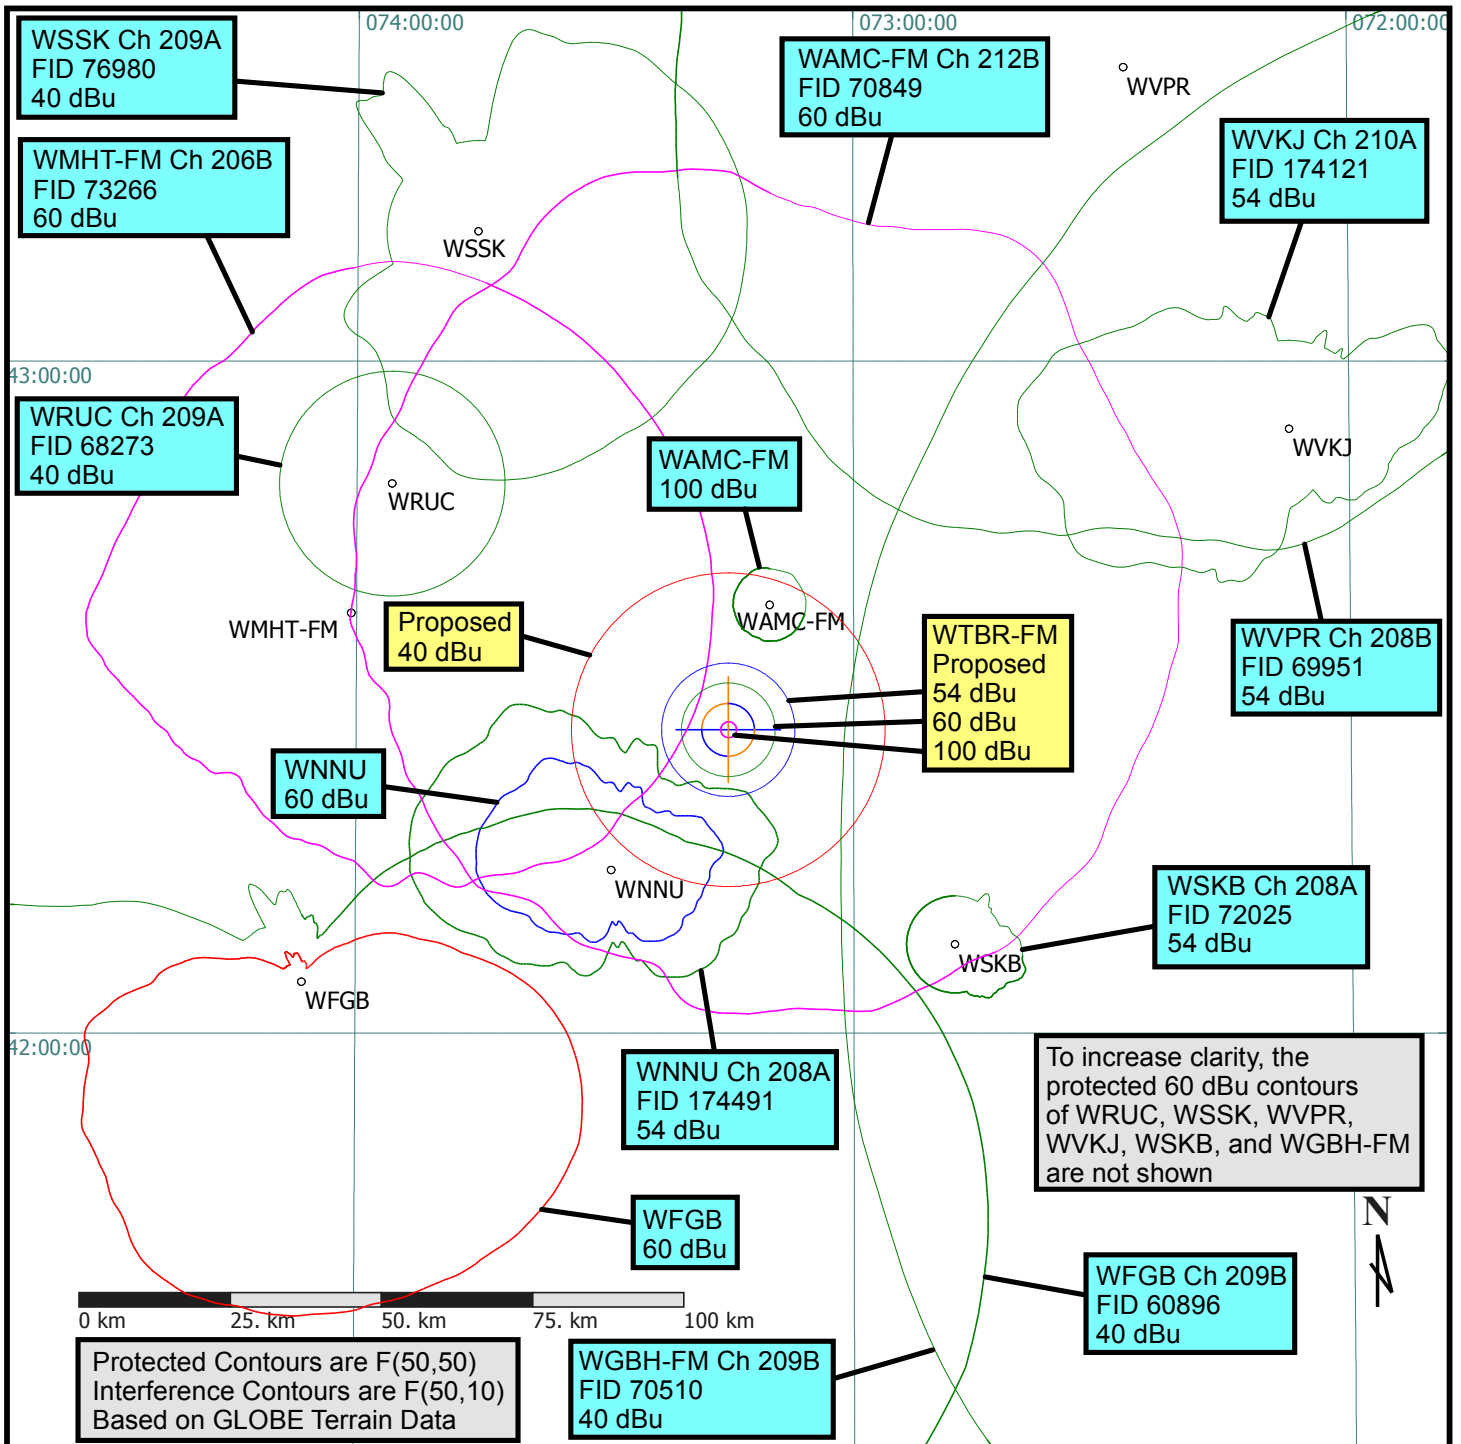 074:00:00
073:00:00
072:00:00
WSSK Ch 209A
FID 76980
40 dBu
WAMC-FM Ch 212B
FID 70849
60 dBu
WVPR
WVKJ Ch 210A
FID 174121
54 dBu
WMHT-FM Ch 206B
FID 73266
60 dBu
WSSK
43:00:00
WRUC Ch 209A
FID 68273
40 dBu
WAMC-FM
100 dBu
WVKJ
WRUC
Proposed
40 dBu
WMHT-FM
WAMC-FM
WTBR-FM
Proposed
54 dBu
60 dBu
100 dBu
WVPR Ch 208B
FID 69951
54 dBu
WNNU
60 dBu
WNNU
WSKB Ch 208A
FID 72025
54 dBu
WSKB
WFGB
42:00:00
WNNU Ch 208A
FID 174491
54 dBu
To increase clarity, the
protected 60 dBu contours
of WRUC, WSSK, WVPR,
WVKJ, WSKB, and WGBH-FM
are not shown
N
WFGB
60 dBu
WFGB Ch 209B
FID 60896
40 dBu
0 km
25. km
50. km
75. km
100 km
Protected Contours are F(50,50)
Interference Contours are F(50,10)
Based on GLOBE Terrain Data
WGBH-FM Ch 209B
FID 70510
40 dBu